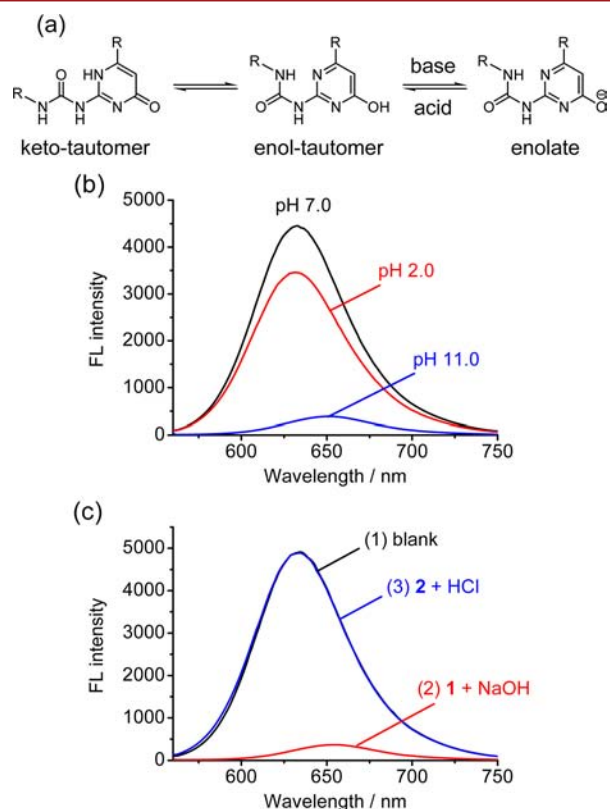 (a)
R
R
R
O
HN
R
NH
N
R
NH
N
N
N
H
N
O
O
N
H
N
OH
O
N
H
N
O
⊖
base
acid
keto-tautomer
enol-tautomer
enolate
(b)
5000
4000
3000
2000
1000
0
FL intensity
pH 7.0
pH 2.0
pH 11.0
600
650
700
750
Wavelength / nm
(c)
5000
4000
3000
2000
1000
0
FL intensity
(1) blank
(3) 2 + HCl
(2) 1 + NaOH
600
650
700
750
Wavelength / nm